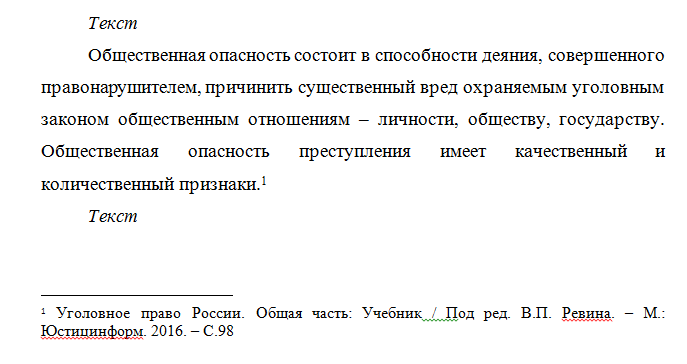 Текст
Общественная опасность состоит в способности деяния, совершенного
правонарушителем, причинить существенный вред охраняемым уголовным
законом общественным отношениям – личности, обществу, государству.
Общественная опасность преступления имеет качественный и
количественный признаки.1
Текст
1 Уголовное право России. Общая часть: Учебник / Под ред. В.П. Ревина. – М.:
Юстицинформ. 2016. – С.98